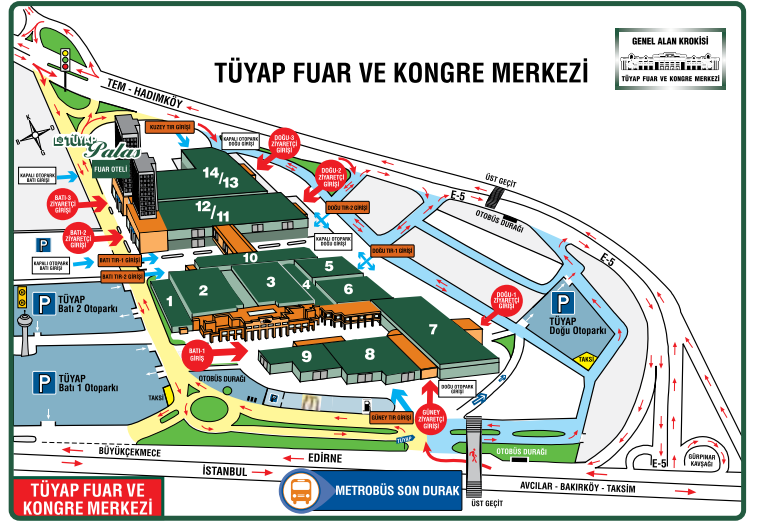 GENEL ALAN KROKİSİ
TÜYAP FUAR VE KONGRE MERKEZİ
TÜYAP FUAR VE KONGRE MERKEZİ
TEM - HADIMKÖY
KUZEY TIR GİRİŞİ
KAPALI OTOPARK
DOĞU GİRİŞİ
DOĞU-3
ZİYARETÇİ
GİRİŞİ
TÜYAP
Palas
FUAR OTELİ
KAPALI OTOPARK
BATI GİRİŞİ
14/13
DOĞU-2
ZİYARETÇİ
GİRİŞİ
ÜST GEÇİT
E-5
OTOBÜS DURAĞI
BATI-3
ZİYARETÇİ
GİRİŞİ
12/11
DOĞU TIR-2 GİRİŞİ
BATI-2
ZİYARETÇİ
GİRİŞİ
KAPALI OTOPARK
DOĞU GİRİŞİ
DOĞU TIR-1 GİRİŞİ
E-5
P
KAPALI OTOPARK
BATI GİRİŞİ
BATI TIR-1 GİRİŞİ
BATI TIR-2 GİRİŞİ
10
5
1
2
3
4
6
7
DOĞU-1
ZİYARETÇİ
GİRİŞİ
P
TÜYAP
Batı 2 Otoparkı
P
TÜYAP
Doğu Otoparkı
TAKSİ
BATI-1
GİRİŞ
9
8
P
TÜYAP
Batı 1 Otoparkı
TAKSİ
OTOBÜS DURAĞI
DOĞU OTOPARK
GİRİŞİ
GÜNEY TIR GİRİŞİ
GÜNEY
ZİYARETÇİ
GİRİŞİ
TÜYAP
OTOBÜS DURAĞI
BÜYÜKÇEKMECE
EDİRNE
İSTANBUL
E-5
GÜRPINAR
KAVŞAĞI
TÜYAP FUAR VE
KONGRE MERKEZİ
METROBÜS SON DURAK
ÜST GEÇİT
AVCILAR - BAKIRKÖY - TAKSİM